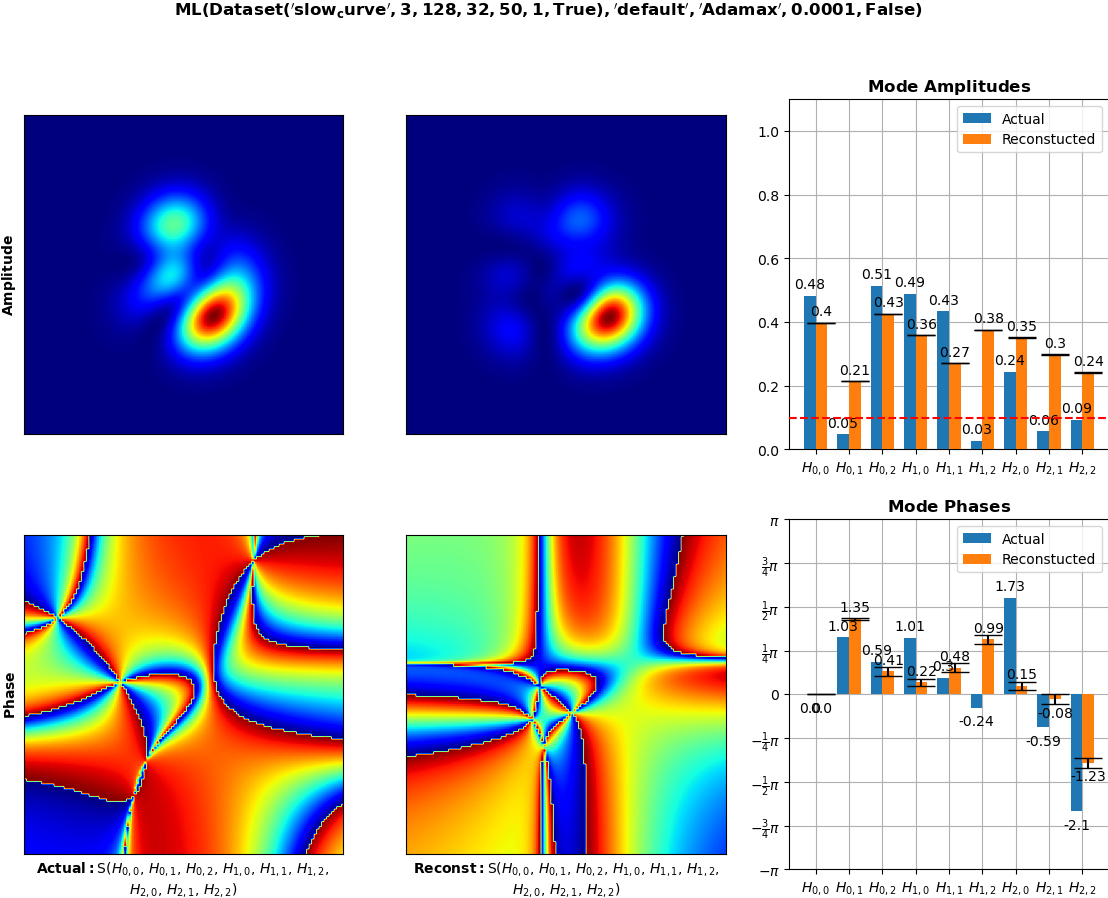 ML(Dataset('slow_curve', 3, 128, 32, 50, 1, True), 'default', 'Adamax', 0.0001, False)
Amplitude
Mode Amplitudes
Actual
Reconstucted
1.0
0.8
0.6
0.4
0.2
0.0
0.48
0.4
0.05
0.21
0.51
0.43
0.49
0.36
0.43
0.27
0.03
0.38
0.24
0.35
0.06
0.3
0.09
0.24
H0,0 H0,1 H0,2 H1,0 H1,1 H1,2 H2,0 H2,1 H2,2
Phase
Actual: S(H0,0, H0,1, H0,2, H1,0, H1,1, H1,2,
H2,0, H2,1, H2,2)
Reconst: S(H0,0, H0,1, H0,2, H1,0, H1,1, H1,2,
H2,0, H2,1, H2,2)
Mode Phases
Actual
Reconstucted
π
3/4π
1/2π
1/4π
0
−1/4π
−1/2π
−3/4π
−π
0.0
1.03
1.35
0.59
0.41
1.01
0.22
0.48
-0.24
0.99
1.73
0.15
-0.59
-0.08
-2.1
-1.23
H0,0 H0,1 H0,2 H1,0 H1,1 H1,2 H2,0 H2,1 H2,2